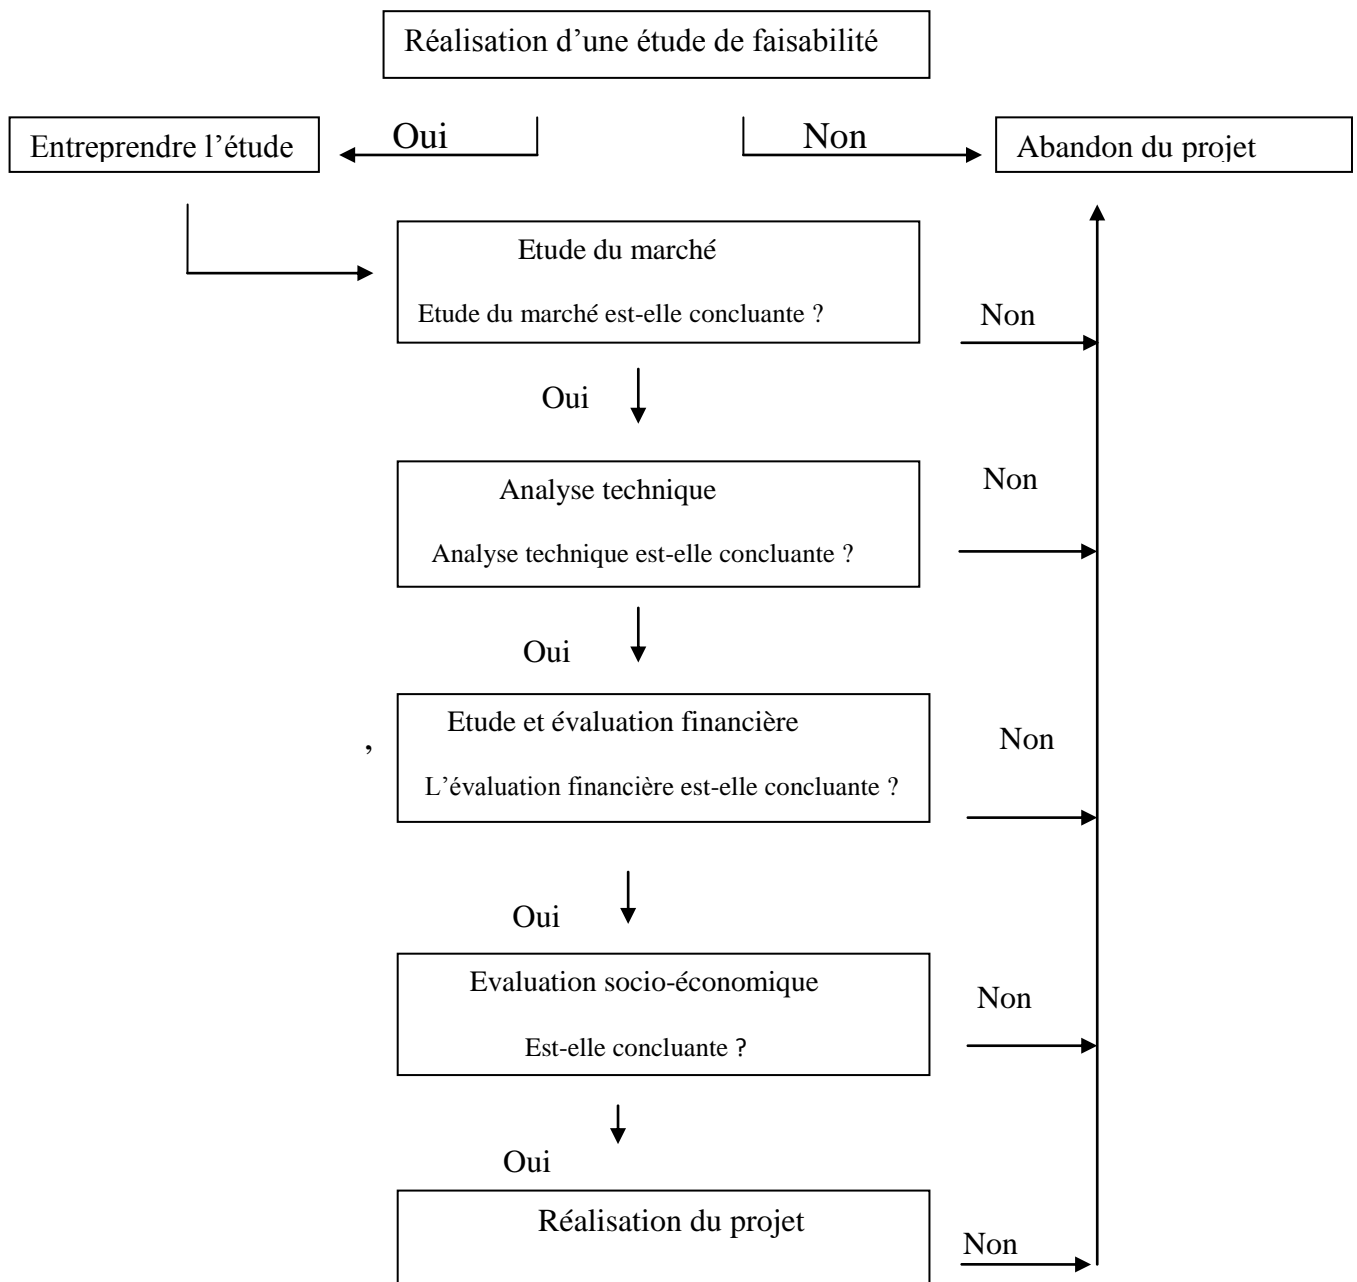 Réalisation d’une étude de faisabilité
Entreprendre l’étude
Oui
Non
Abandon du projet
Etude du marché
Etude du marché est-elle concluante ?
Non
Oui
Analyse technique
Non
Analyse technique est-elle concluante ?
Oui
Etude et évaluation financière
,
Non
L’évaluation financière est-elle concluante ?
Oui
Evaluation socio-économique
Non
Est-elle concluante ?
Oui
Réalisation du projet
Non